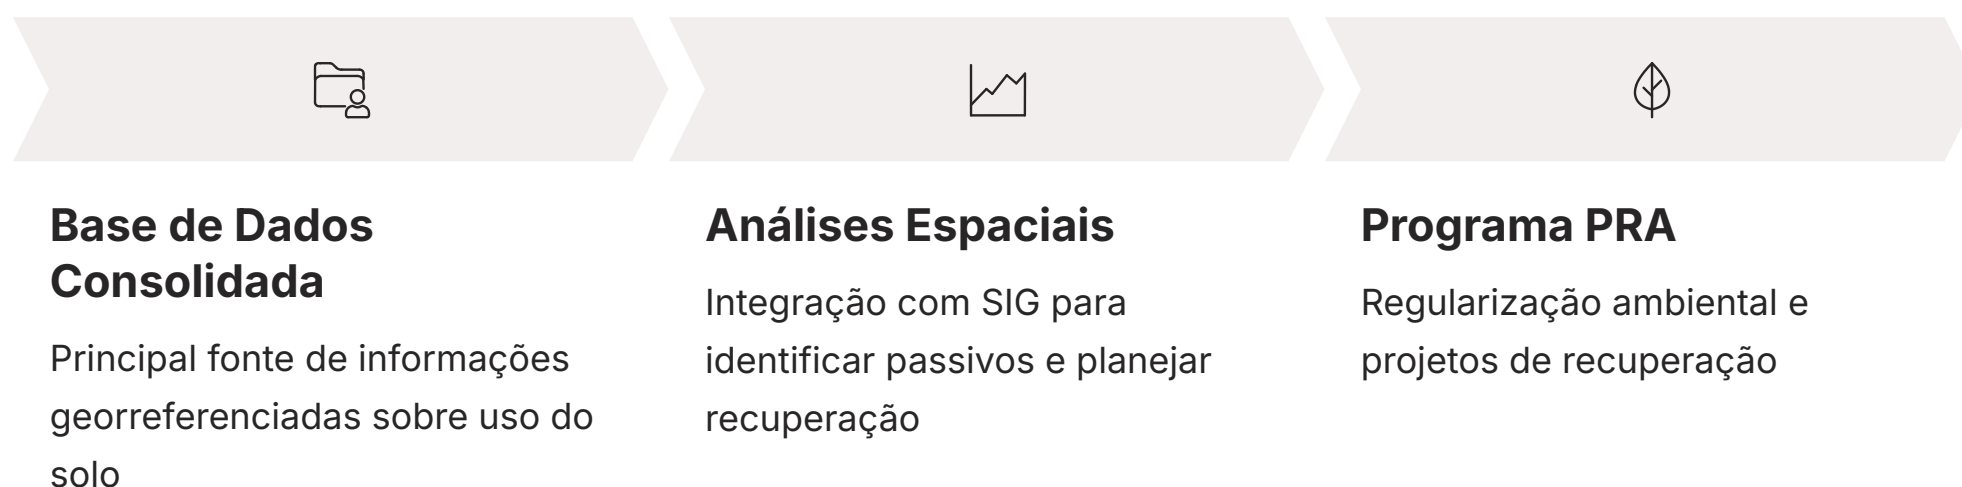 Base de Dados
Consolidada
Principal fonte de informações
georreferenciadas sobre uso do
solo
Análises Espaciais
Integração com SIG para
identificar passivos e planejar
recuperação
Programa PRA
Regularização ambiental e
projetos de recuperação